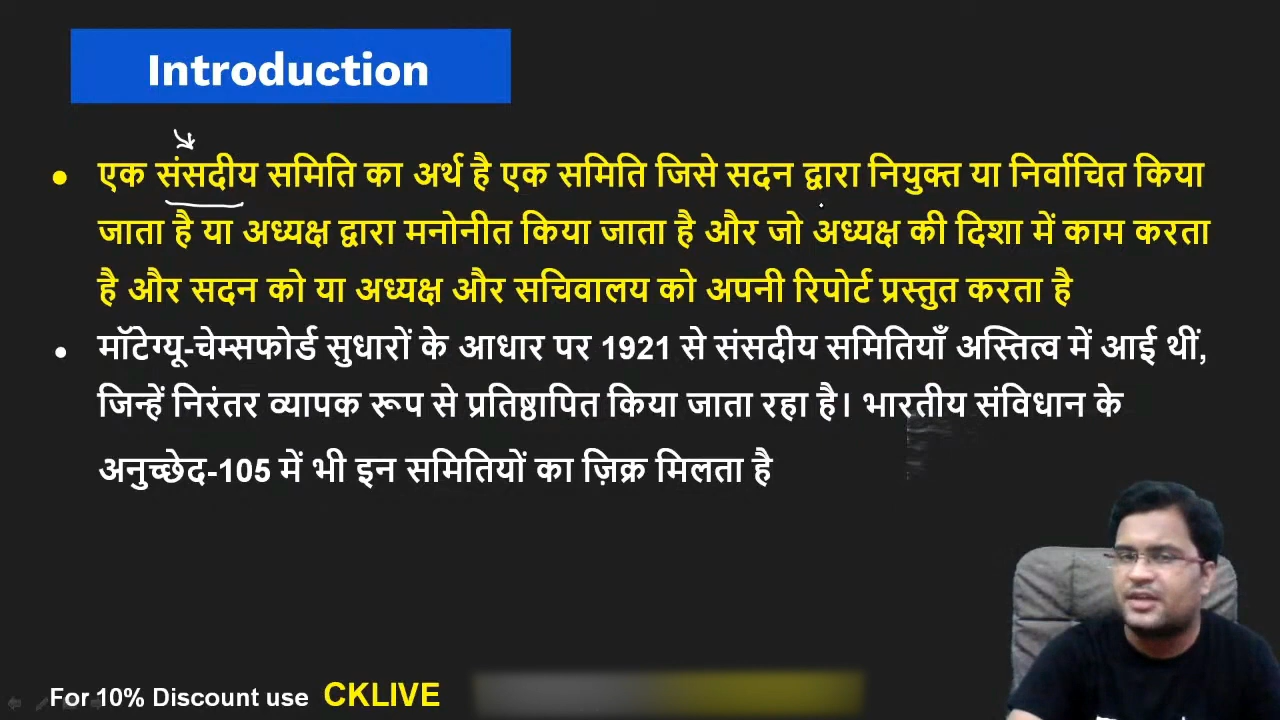 Introduction
एक संसदीय समिति का अर्थ है एक समिति जिसे सदन द्वारा नियुक्त या निर्वाचित किया
जाता है या अध्यक्ष द्वारा मनोनीत किया जाता है और जो अध्यक्ष की दिशा में काम करता
है और सदन को या अध्यक्ष और सचिवालय को अपनी रिपोर्ट प्रस्तुत करता है
मॉटेग्यू-चेम्सफोर्ड सुधारों के आधार पर 1921 से संसदीय समितियाँ अस्तित्व में आई थीं,
जिन्हें निरंतर व्यापक रूप से प्रतिष्ठापित किया जाता रहा है। भारतीय संविधान के
अनुच्छेद-105 में भी इन समितियों का ज़िक्र मिलता है
For 10% Discount use CKLIVE